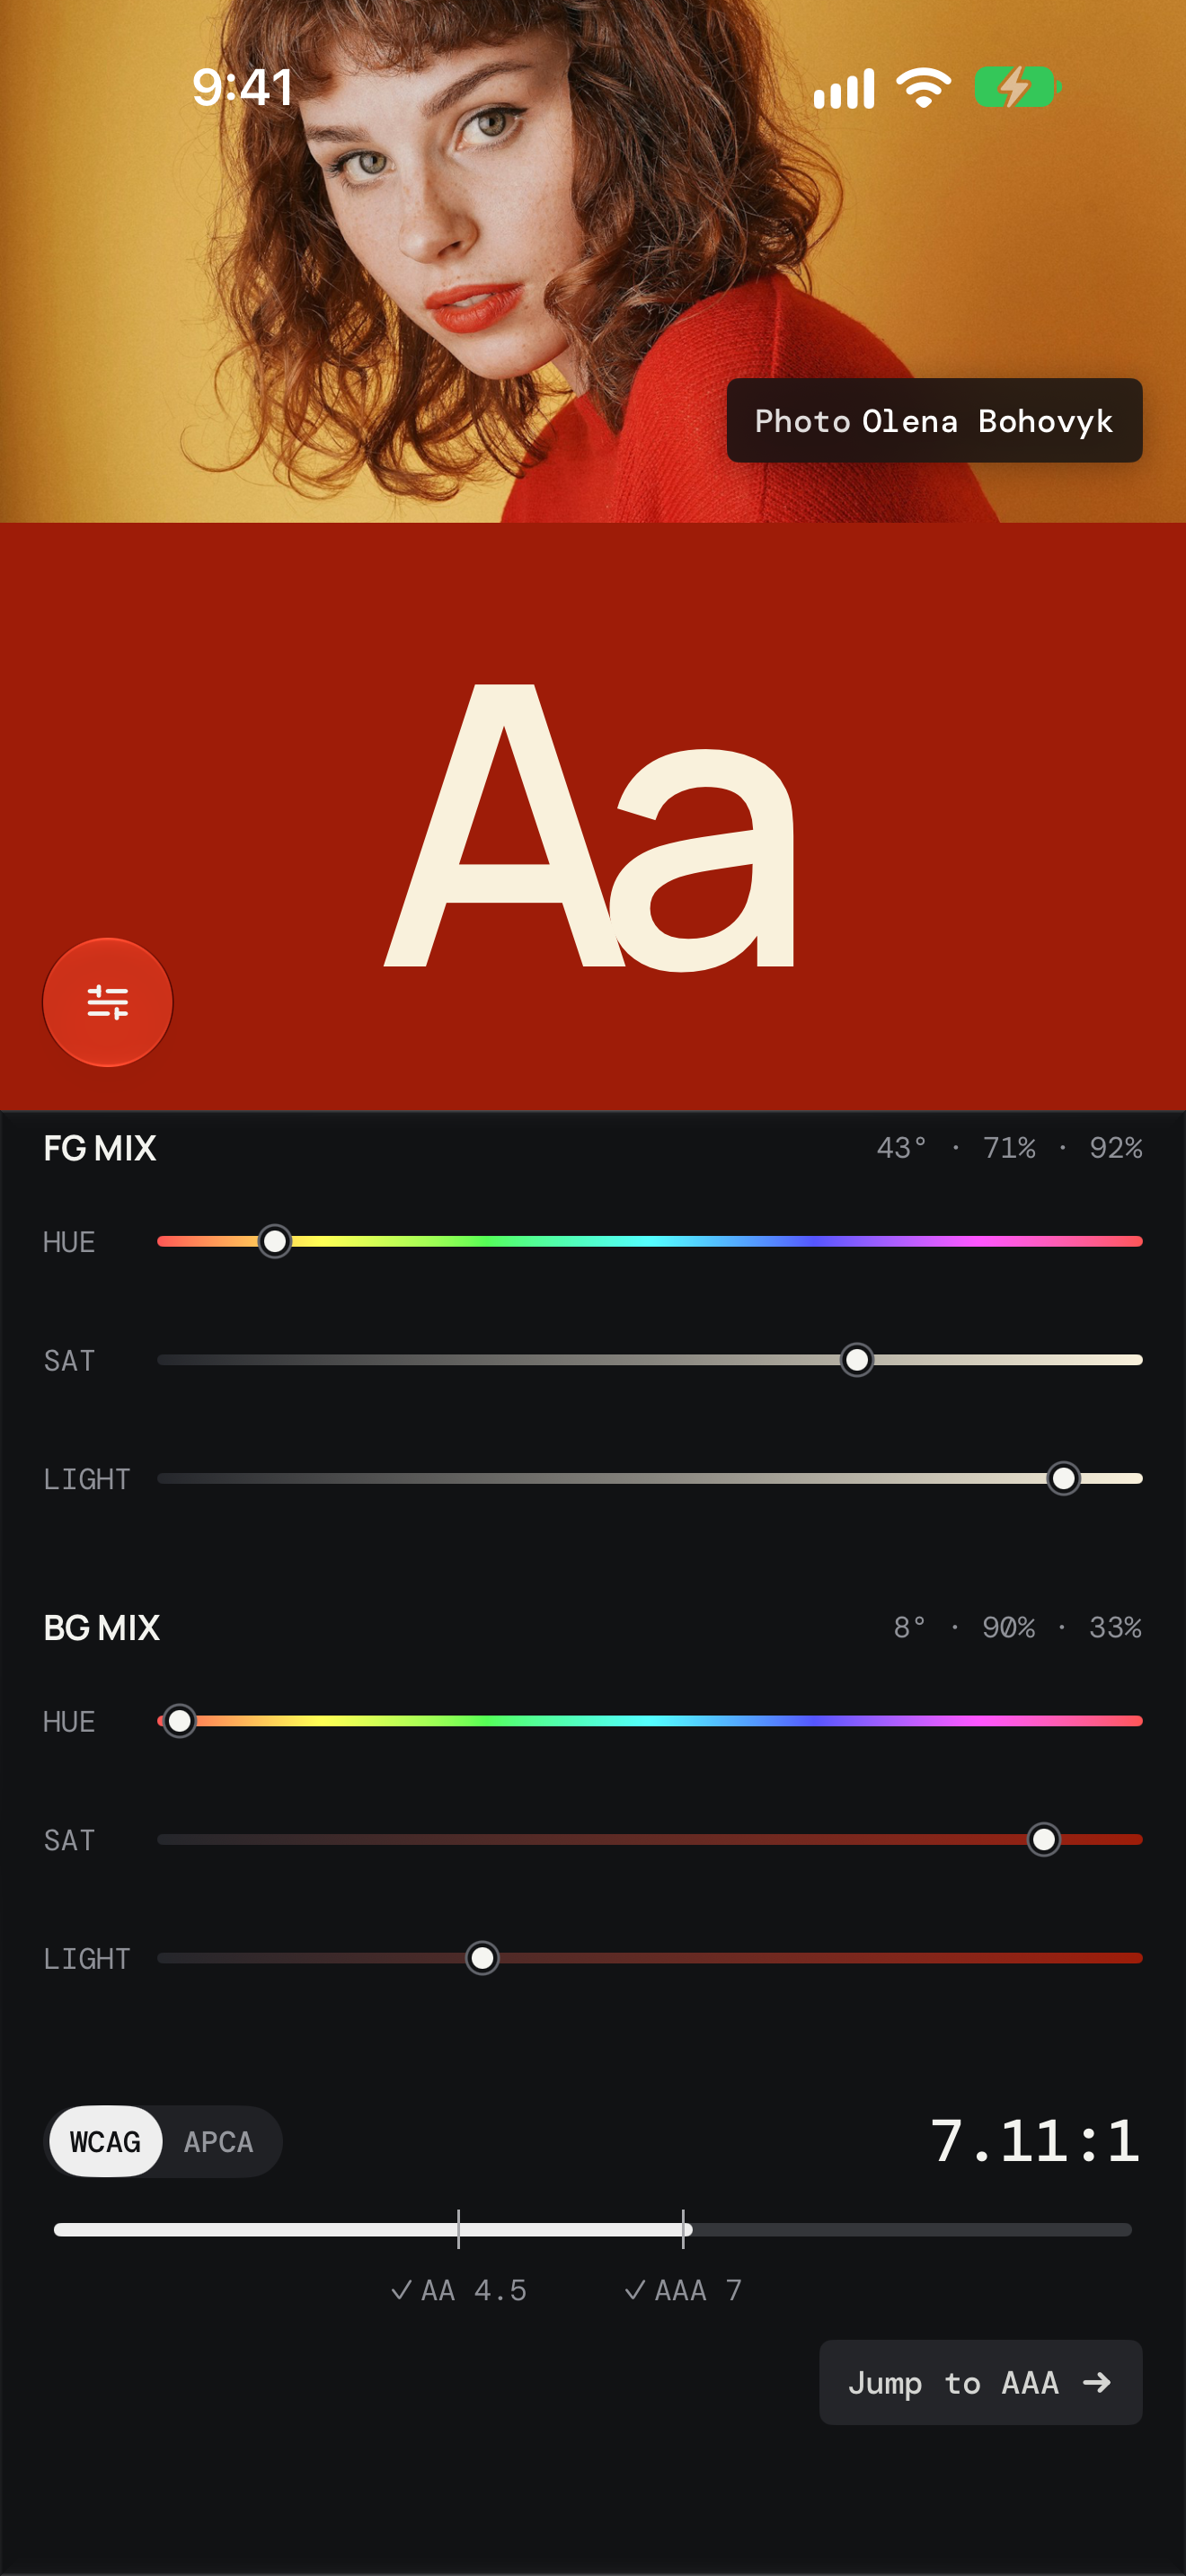 9:41
Photo Olena Bohovyk
Aa
FG MIX 43° · 71% · 92%
HUE
SAT
LIGHT
BG MIX 8° · 90% · 33%
HUE
SAT
LIGHT
WCAG APCA 7.11:1
✓ AA 4.5 ✓ AAA 7
Jump to AAA →